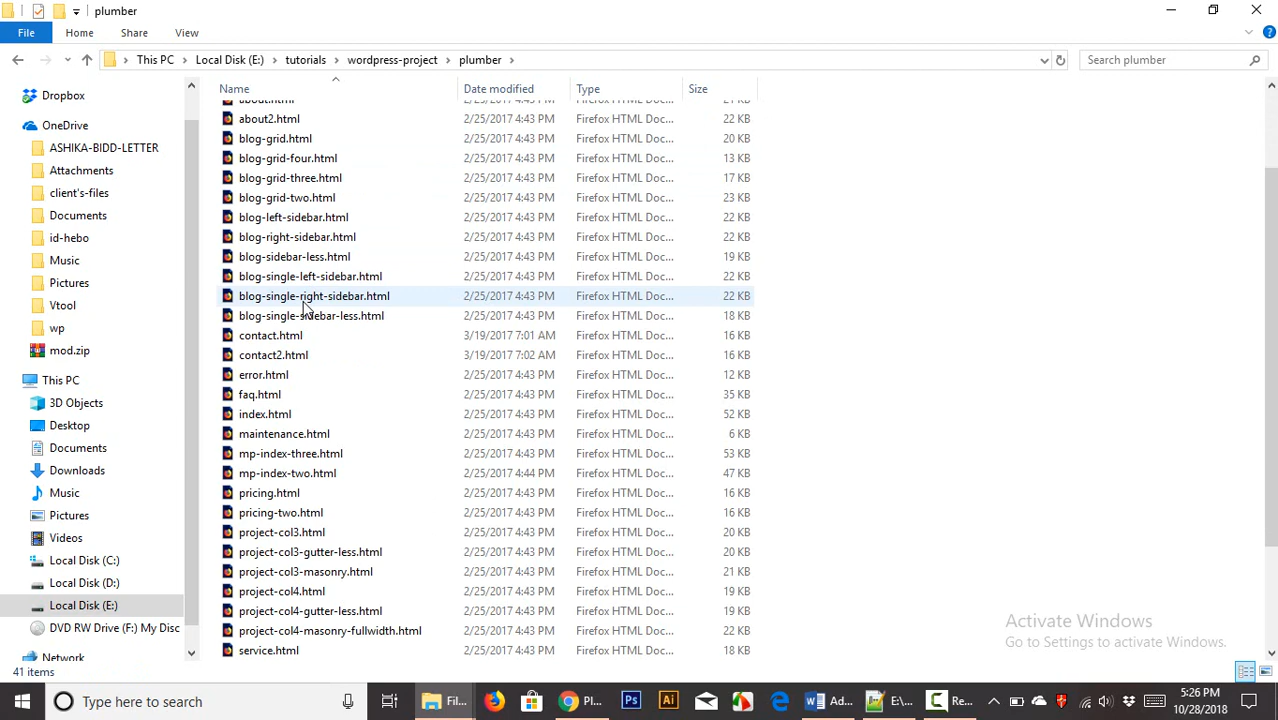 plumber
File Home Share View
This PC Local Disk (E:) tutorials wordpress-project plumber Search plumber
Name Date modified Type Size
Dropbox
OneDrive
ASHIKA-BIDD-LETTER
Attachments
client's-files
Documents
id-hebo
Music
Pictures
Vtool
wp
mod.zip
This PC
3D Objects
Desktop
Documents
Downloads
Music
Pictures
Videos
Local Disk (C:)
Local Disk (D:)
Local Disk (E:)
DVD RW Drive (F:) My Disc
Network
about.html 2/25/2017 4:43 PM Firefox HTML Doc... 21 KB
about2.html 2/25/2017 4:43 PM Firefox HTML Doc... 22 KB
blog-grid.html 2/25/2017 4:43 PM Firefox HTML Doc... 20 KB
blog-grid-four.html 2/25/2017 4:43 PM Firefox HTML Doc... 13 KB
blog-grid-three.html 2/25/2017 4:43 PM Firefox HTML Doc... 17 KB
blog-grid-two.html 2/25/2017 4:43 PM Firefox HTML Doc... 23 KB
blog-left-sidebar.html 2/25/2017 4:43 PM Firefox HTML Doc... 22 KB
blog-right-sidebar.html 2/25/2017 4:43 PM Firefox HTML Doc... 22 KB
blog-sidebar-less.html 2/25/2017 4:43 PM Firefox HTML Doc... 19 KB
blog-single-left-sidebar.html 2/25/2017 4:43 PM Firefox HTML Doc... 22 KB
blog-single-right-sidebar.html 2/25/2017 4:43 PM Firefox HTML Doc... 22 KB
blog-single-sidebar-less.html 2/25/2017 4:43 PM Firefox HTML Doc... 18 KB
contact.html 3/19/2017 7:01 AM Firefox HTML Doc... 16 KB
contact2.html 3/19/2017 7:02 AM Firefox HTML Doc... 16 KB
error.html 2/25/2017 4:43 PM Firefox HTML Doc... 12 KB
faq.html 2/25/2017 4:43 PM Firefox HTML Doc... 35 KB
index.html 2/25/2017 4:43 PM Firefox HTML Doc... 52 KB
maintenance.html 2/25/2017 4:43 PM Firefox HTML Doc... 6 KB
mp-index-three.html 2/25/2017 4:43 PM Firefox HTML Doc... 53 KB
mp-index-two.html 2/25/2017 4:44 PM Firefox HTML Doc... 47 KB
pricing.html 2/25/2017 4:43 PM Firefox HTML Doc... 16 KB
pricing-two.html 2/25/2017 4:43 PM Firefox HTML Doc... 16 KB
project-col3.html 2/25/2017 4:43 PM Firefox HTML Doc... 20 KB
project-col3-gutter-less.html 2/25/2017 4:43 PM Firefox HTML Doc... 20 KB
project-col3-masonry.html 2/25/2017 4:43 PM Firefox HTML Doc... 21 KB
project-col4.html 2/25/2017 4:43 PM Firefox HTML Doc... 19 KB
project-col4-gutter-less.html 2/25/2017 4:43 PM Firefox HTML Doc... 19 KB
project-col4-masonry-fullwidth.html 2/25/2017 4:43 PM Firefox HTML Doc... 22 KB
service.html 2/25/2017 4:43 PM Firefox HTML Doc... 18 KB
Activate Windows
Go to Settings to activate Windows.
41 items
Type here to search Fil... Pl... Ps Ai Ad... E:\... Re... 5:26 PM
10/28/2018